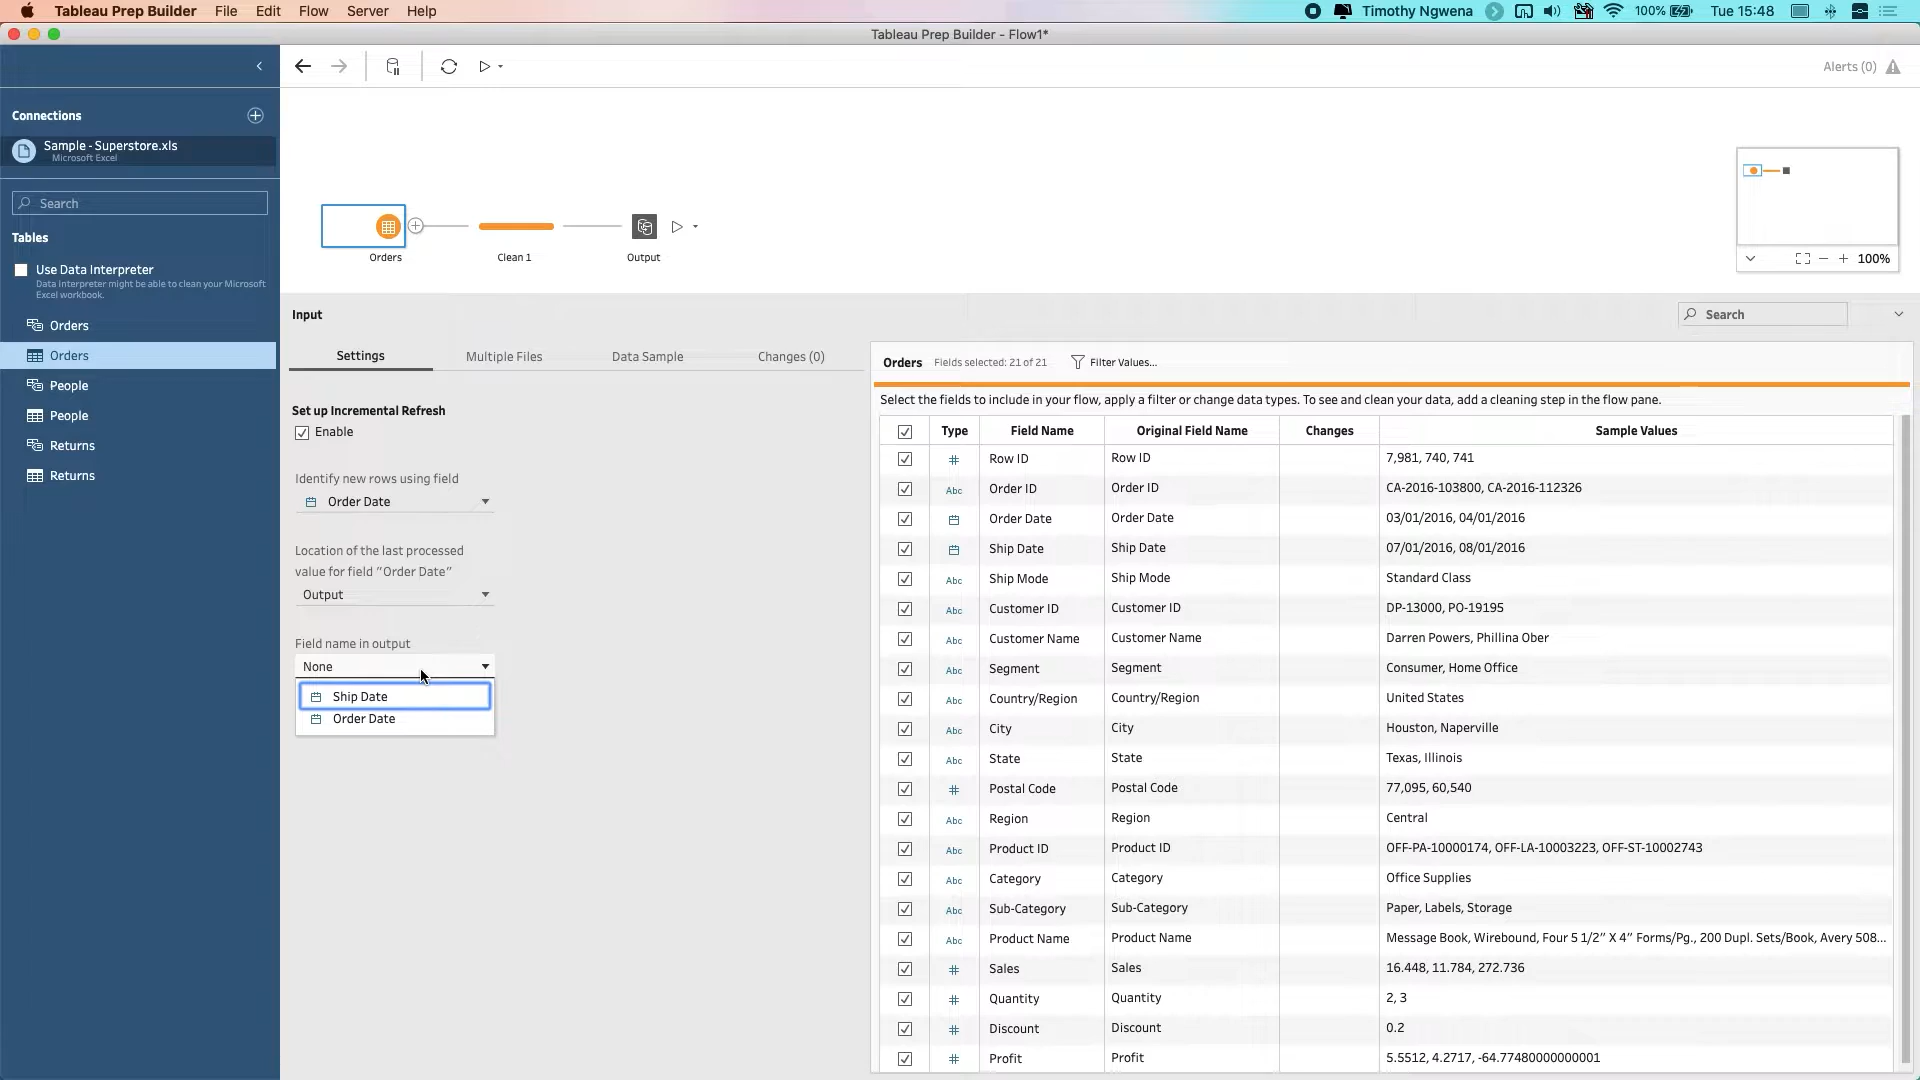 Tableau Prep Builder File Edit Flow Server Help
Timothy Ngwena 100% Tue 15:48
Tableau Prep Builder - Flow1*
Alerts (0)
Connections
Sample - Superstore.xls
Microsoft Excel
Search
Tables
Use Data Interpreter
Data Interpreter might be able to clean your Microsoft
Excel workbook.
Orders
Orders
People
People
Returns
Returns
Orders
Clean 1
Output
100%
Input
Search
Settings Multiple Files Data Sample Changes (0)
Set up Incremental Refresh
Enable
Identify new rows using field
Order Date
Location of the last processed
value for field "Order Date"
Output
Field name in output
None
Ship Date
Order Date
Orders Fields selected: 21 of 21 Filter Values...
Select the fields to include in your flow, apply a filter or change data types. To see and clean your data, add a cleaning step in the flow pane.
Type Field Name Original Field Name Changes Sample Values
# Row ID Row ID 7,981, 740, 741
Abc Order ID Order ID CA-2016-103800, CA-2016-112326
Order Date Order Date 03/01/2016, 04/01/2016
Ship Date Ship Date 07/01/2016, 08/01/2016
Abc Ship Mode Ship Mode Standard Class
Abc Customer ID Customer ID DP-13000, PO-19195
Abc Customer Name Customer Name Darren Powers, Phillina Ober
Abc Segment Segment Consumer, Home Office
Abc Country/Region Country/Region United States
Abc City City Houston, Naperville
Abc State State Texas, Illinois
# Postal Code Postal Code 77,095, 60,540
Abc Region Region Central
Abc Product ID Product ID OFF-PA-10000174, OFF-LA-10003223, OFF-ST-10002743
Abc Category Category Office Supplies
Abc Sub-Category Sub-Category Paper, Labels, Storage
Abc Product Name Product Name Message Book, Wirebound, Four 5 1/2" X 4" Forms/Pg., 200 Dupl. Sets/Book, Avery 508...
# Sales Sales 16.448, 11.784, 272.736
# Quantity Quantity 2, 3
# Discount Discount 0.2
# Profit Profit 5.5512, 4.2717, -64.77480000000001